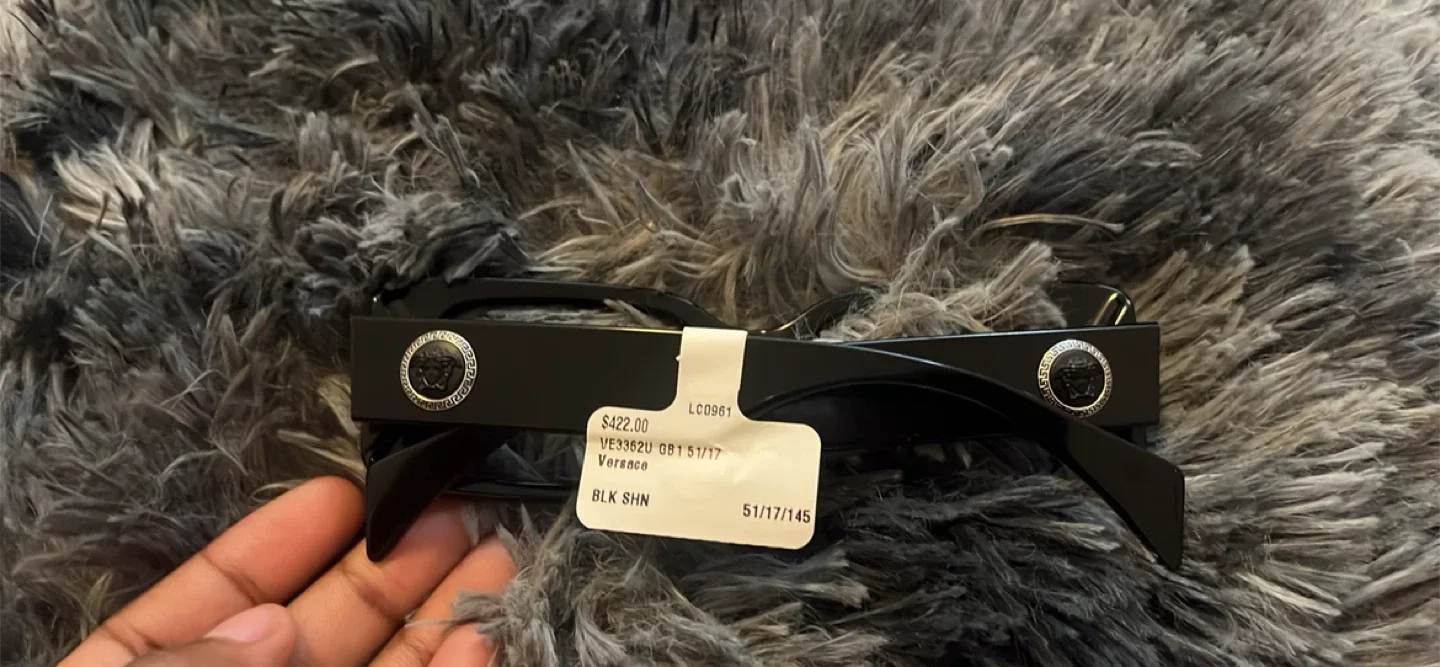 LC0961
$422.00
VE3362U GB1 51/17
Versace
BLK SHN
51/17/145